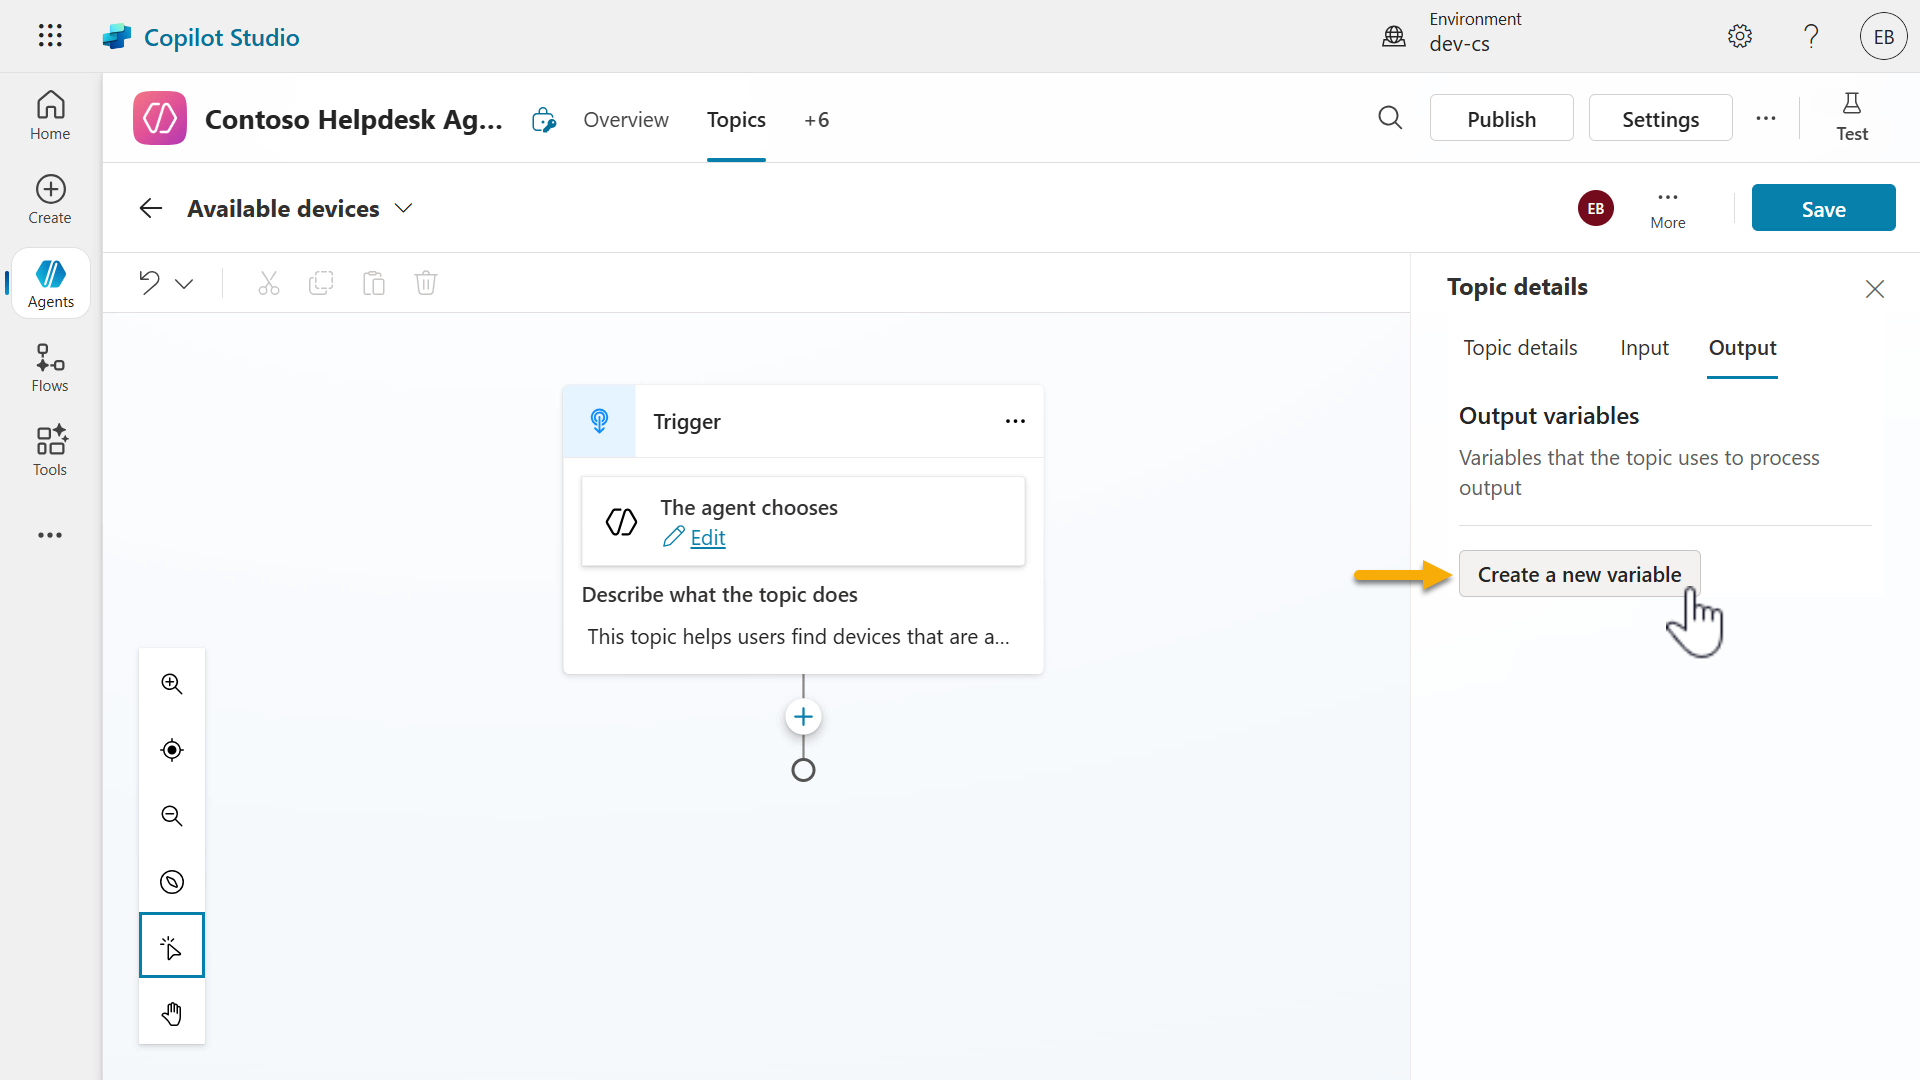 Copilot Studio
Environment
dev-cs
EB
Home
Create
Agents
Flows
Tools
Contoso Helpdesk Ag...
Overview
Topics
+6
Publish
Settings
Test
Available devices
EB
More
Save
Trigger
The agent chooses
Edit
Describe what the topic does
This topic helps users find devices that are a...
Topic details
Topic details
Input
Output
Output variables
Variables that the topic uses to process
output
Create a new variable